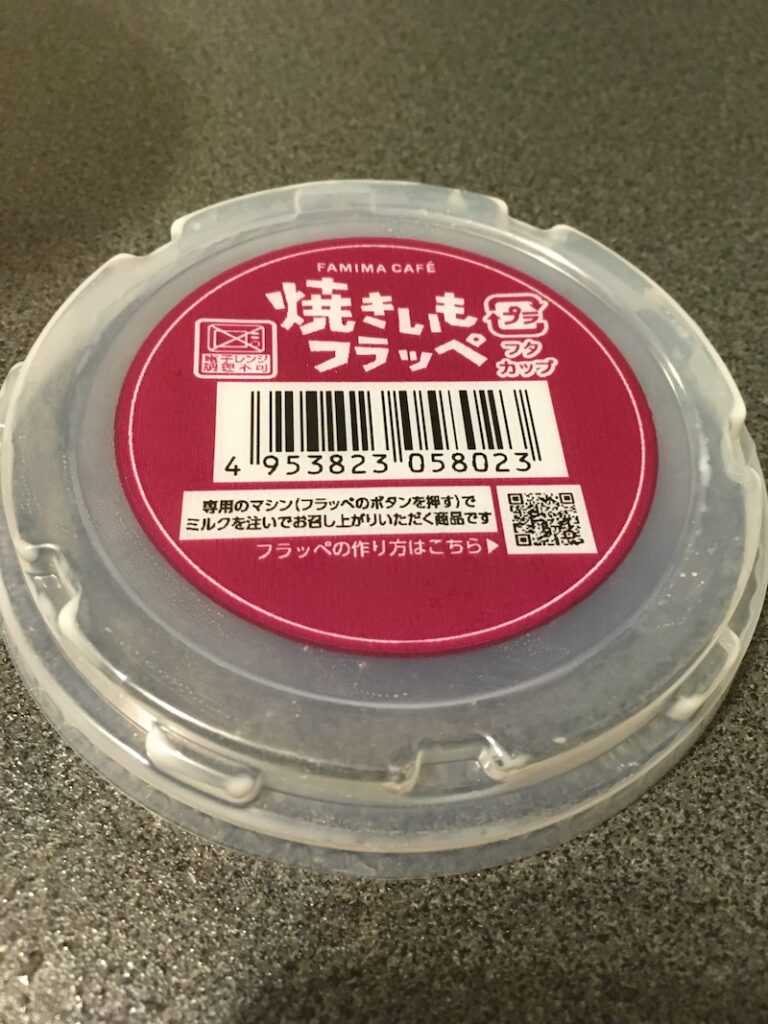 FAMIMA CAFÉ
焼きいも
フラッペ
プラ
フタ
カップ
電子レンジ
調理不可
4 953823 058023
専用のマシン(フラッペのボタンを押す)で
ミルクを注いでお召し上がりいただく商品です
フラッペの作り方はこちら▶